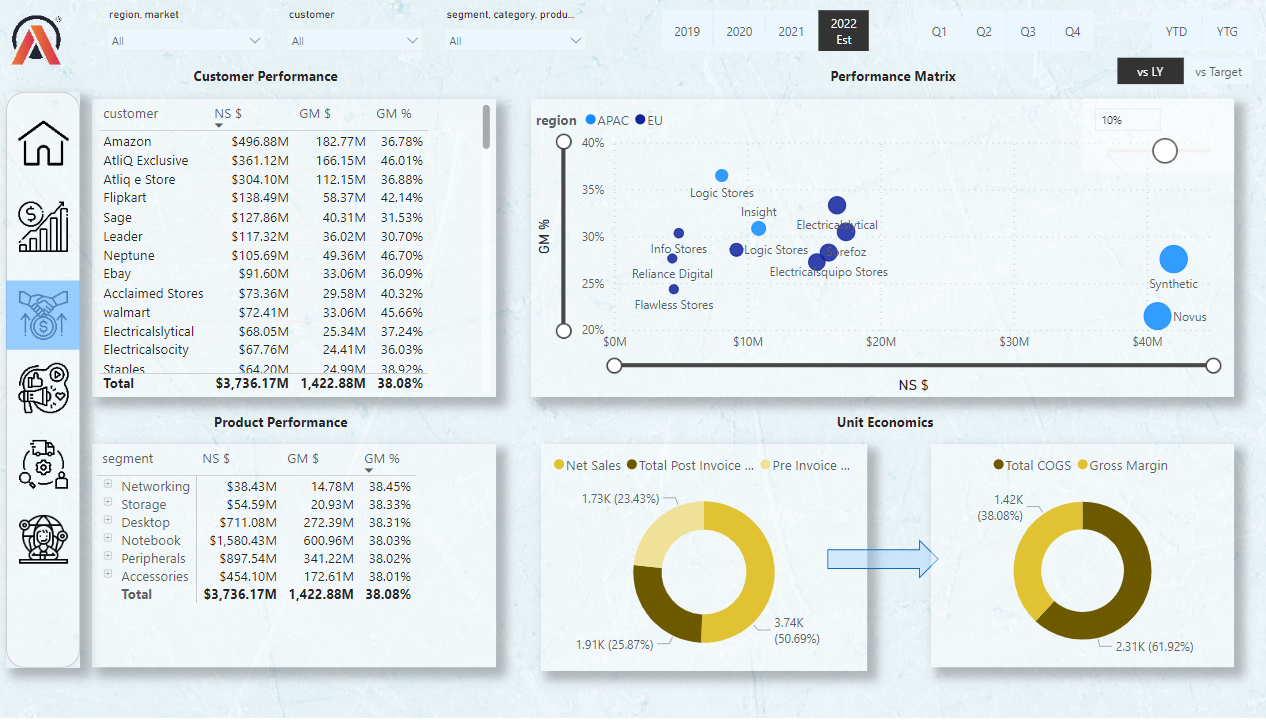 region, market
customer
segment, category, produ...
All
All
All
2019
2020
2021
2022
Est
Q1
Q2
Q3
Q4
YTD
YTG
vs LY
vs Target
Customer Performance
customer NS $ GM $ GM %
Amazon $496.88M 182.77M 36.78%
AtliQ Exclusive $361.12M 166.15M 46.01%
Atliq e Store $304.10M 112.15M 36.88%
Flipkart $138.49M 58.37M 42.14%
Sage $127.86M 40.31M 31.53%
Leader $117.32M 36.02M 30.70%
Neptune $105.69M 49.36M 46.70%
Ebay $91.60M 33.06M 36.09%
Acclaimed Stores $73.36M 29.58M 40.32%
walmart $72.41M 33.06M 45.66%
Electricalslytical $68.05M 25.34M 37.24%
Electricalsocity $67.76M 24.41M 36.03%
Staples $64.20M 24.99M 38.92%
Total $3,736.17M 1,422.88M 38.08%
Performance Matrix
region APAC EU
10%
GM %
40%
35%
30%
25%
20%
Logic Stores
Insight
Electricalslytical
Info Stores
Logic Stores
Sorefoz
Reliance Digital
Electricalsquipo Stores
Flawless Stores
Synthetic
Novus
$0M $10M $20M $30M $40M
NS $
Product Performance
segment NS $ GM $ GM %
Networking $38.43M 14.78M 38.45%
Storage $54.59M 20.93M 38.33%
Desktop $711.08M 272.39M 38.31%
Notebook $1,580.43M 600.96M 38.03%
Peripherals $897.54M 341.22M 38.02%
Accessories $454.10M 172.61M 38.01%
Total $3,736.17M 1,422.88M 38.08%
Unit Economics
Net Sales Total Post Invoice ... Pre Invoice ...
1.73K (23.43%)
3.74K
(50.69%)
1.91K (25.87%)
Total COGS Gross Margin
1.42K
(38.08%)
2.31K (61.92%)